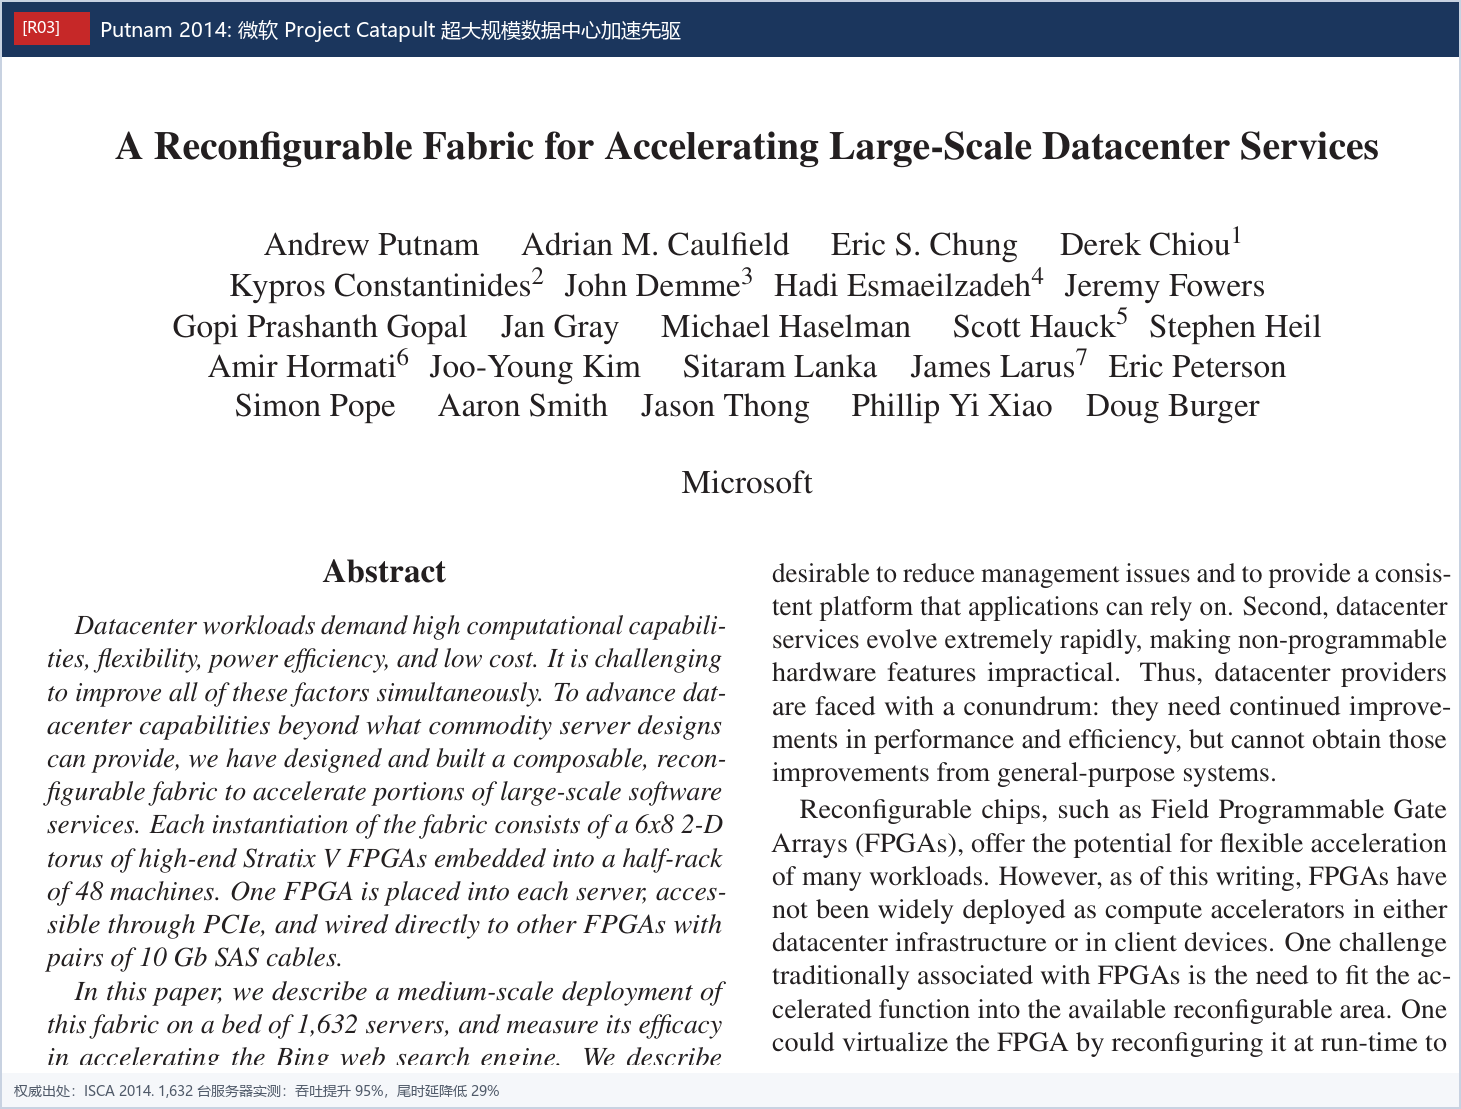 [R03] Putnam 2014: 微软 Project Catapult 超大规模数据中心加速先驱
A Reconfigurable Fabric for Accelerating Large-Scale Datacenter Services
Andrew Putnam Adrian M. Caulfield Eric S. Chung Derek Chiou1
Kypros Constantinides2 John Demme3 Hadi Esmaeilzadeh4 Jeremy Fowers
Gopi Prashanth Gopal Jan Gray Michael Haselman Scott Hauck5 Stephen Heil
Amir Hormati6 Joo-Young Kim Sitaram Lanka James Larus7 Eric Peterson
Simon Pope Aaron Smith Jason Thong Phillip Yi Xiao Doug Burger
Microsoft
Abstract
Datacenter workloads demand high computational capabili-
ties, flexibility, power efficiency, and low cost. It is challenging
to improve all of these factors simultaneously. To advance dat-
acenter capabilities beyond what commodity server designs
can provide, we have designed and built a composable, recon-
figurable fabric to accelerate portions of large-scale software
services. Each instantiation of the fabric consists of a 6x8 2-D
torus of high-end Stratix V FPGAs embedded into a half-rack
of 48 machines. One FPGA is placed into each server, acces-
sible through PCIe, and wired directly to other FPGAs with
pairs of 10 Gb SAS cables.
In this paper, we describe a medium-scale deployment of
this fabric on a bed of 1,632 servers, and measure its efficacy
in accelerating the Bing web search engine. We describe
desirable to reduce management issues and to provide a consis-
tent platform that applications can rely on. Second, datacenter
services evolve extremely rapidly, making non-programmable
hardware features impractical. Thus, datacenter providers
are faced with a conundrum: they need continued improve-
ments in performance and efficiency, but cannot obtain those
improvements from general-purpose systems.
Reconfigurable chips, such as Field Programmable Gate
Arrays (FPGAs), offer the potential for flexible acceleration
of many workloads. However, as of this writing, FPGAs have
not been widely deployed as compute accelerators in either
datacenter infrastructure or in client devices. One challenge
traditionally associated with FPGAs is the need to fit the ac-
celerated function into the available reconfigurable area. One
could virtualize the FPGA by reconfiguring it at run-time to
权威出处：ISCA 2014. 1,632 台服务器实测：吞吐提升 95%，尾时延降低 29%